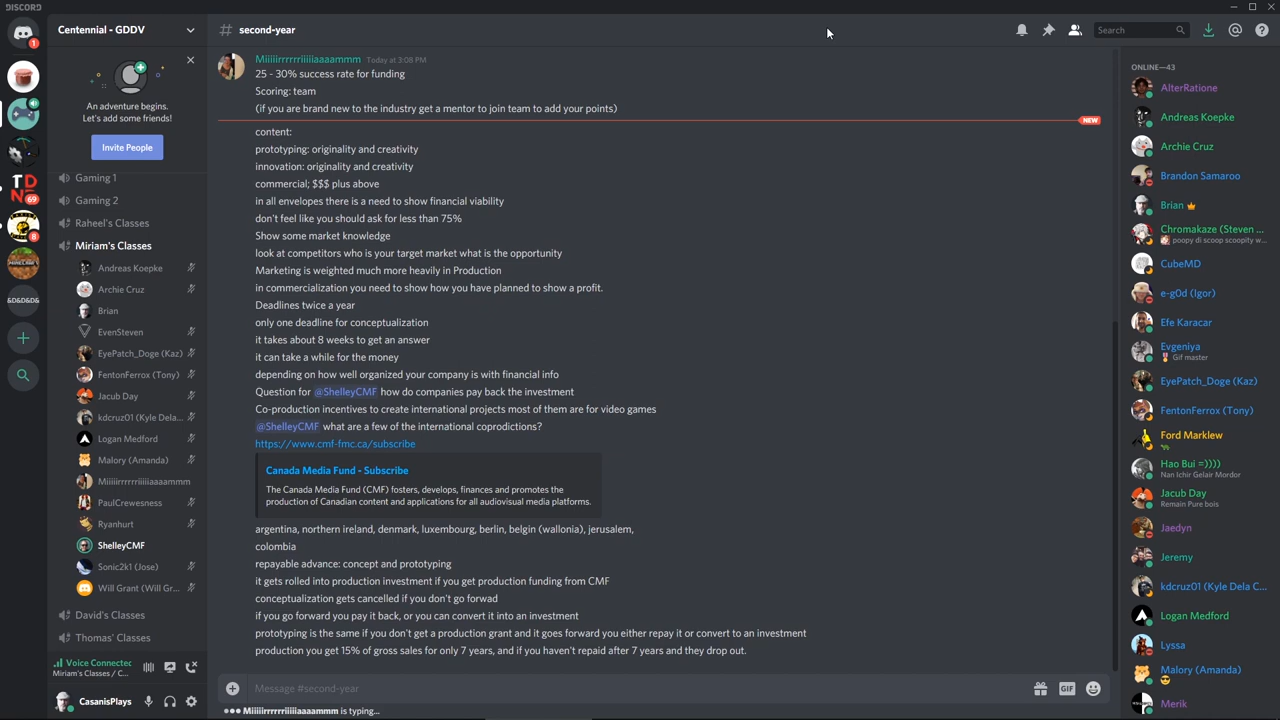 DISCORD
1
69
8
&D&D&D&
Centennial - GDDV
An adventure begins.
Let's add some friends!
Invite People
Gaming 1
Gaming 2
Raheel's Classes
Miriam's Classes
Andreas Koepke
Archie Cruz
Brian
EvenSteven
EyePatch_Doge (Kaz)
FentonFerrox (Tony)
Jacub Day
kdcruz01 (Kyle Dela...
Logan Medford
Malory (Amanda)
Miiiiirrrrrriiiiiaaaammm
PaulCrewesness
Ryanhurt
ShelleyCMF
Sonic2k1 (Jose)
Will Grant (Will Gr...
David's Classes
Thomas' Classes
Voice Connected
Miriam's Classes / C...
CasanisPlays
# second-year
Search
Miiiiirrrrrriiiiiaaaammm Today at 3:08 PM
25 - 30% success rate for funding
Scoring: team
(if you are brand new to the industry get a mentor to join team to add your points)
NEW
content:
prototyping: originality and creativity
innovation: originality and creativity
commercial; $$$ plus above
in all envelopes there is a need to show financial viability
don't feel like you should ask for less than 75%
Show some market knowledge
look at competitors who is your target market what is the opportunity
Marketing is weighted much more heavily in Production
in commercialization you need to show how you have planned to show a profit.
Deadlines twice a year
only one deadline for conceptualization
it takes about 8 weeks to get an answer
it can take a while for the money
depending on how well organized your company is with financial info
Question for @ShelleyCMF how do companies pay back the investment
Co-production incentives to create international projects most of them are for video games
@ShelleyCMF what are a few of the international coprodictions?
https://www.cmf-fmc.ca/subscribe
Canada Media Fund - Subscribe
The Canada Media Fund (CMF) fosters, develops, finances and promotes the
production of Canadian content and applications for all audiovisual media platforms.
argentina, northern ireland, denmark, luxembourg, berlin, belgin (wallonia), jerusalem,
colombia
repayable advance: concept and prototyping
it gets rolled into production investment if you get production funding from CMF
conceptualization gets cancelled if you don't go forwad
if you go forward you pay it back, or you can convert it into an investment
prototyping is the same if you don't get a production grant and it goes forward you either repay it or convert to an investment
production you get 15% of gross sales for only 7 years, and if you haven't repaid after 7 years and they drop out.
Message #second-year
GIF
Miiiiirrrrrriiiiiaaaammm is typing...
ONLINE—43
AlterRatione
Andreas Koepke
Archie Cruz
Brandon Samaroo
Brian
Chromakaze (Steven ...
poopy di scoop scoopity w...
CubeMD
e-g0d (Igor)
Efe Karacar
Evgeniya
Gif master
EyePatch_Doge (Kaz)
FentonFerrox (Tony)
Ford Marklew
Hao Bui =))))
Nan Ichir Gelair Mordor
Jacub Day
Remain Pure bois
Jaedyn
Jeremy
kdcruz01 (Kyle Dela C...
Logan Medford
Lyssa
Malory (Amanda)
Merik